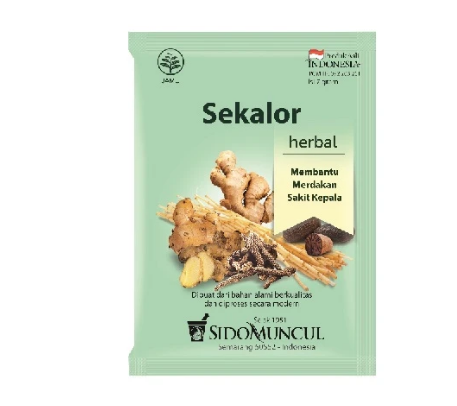 JAMU
INDONESIA
Sekalor
herbal
Membantu
Merdakan
Sakit Kepala
Dibuat dari bahan alami berkualitas
dan diproses secara modern
Sejak 1951
SIDOMUNCUL
Semarang 50552 - Indonesia